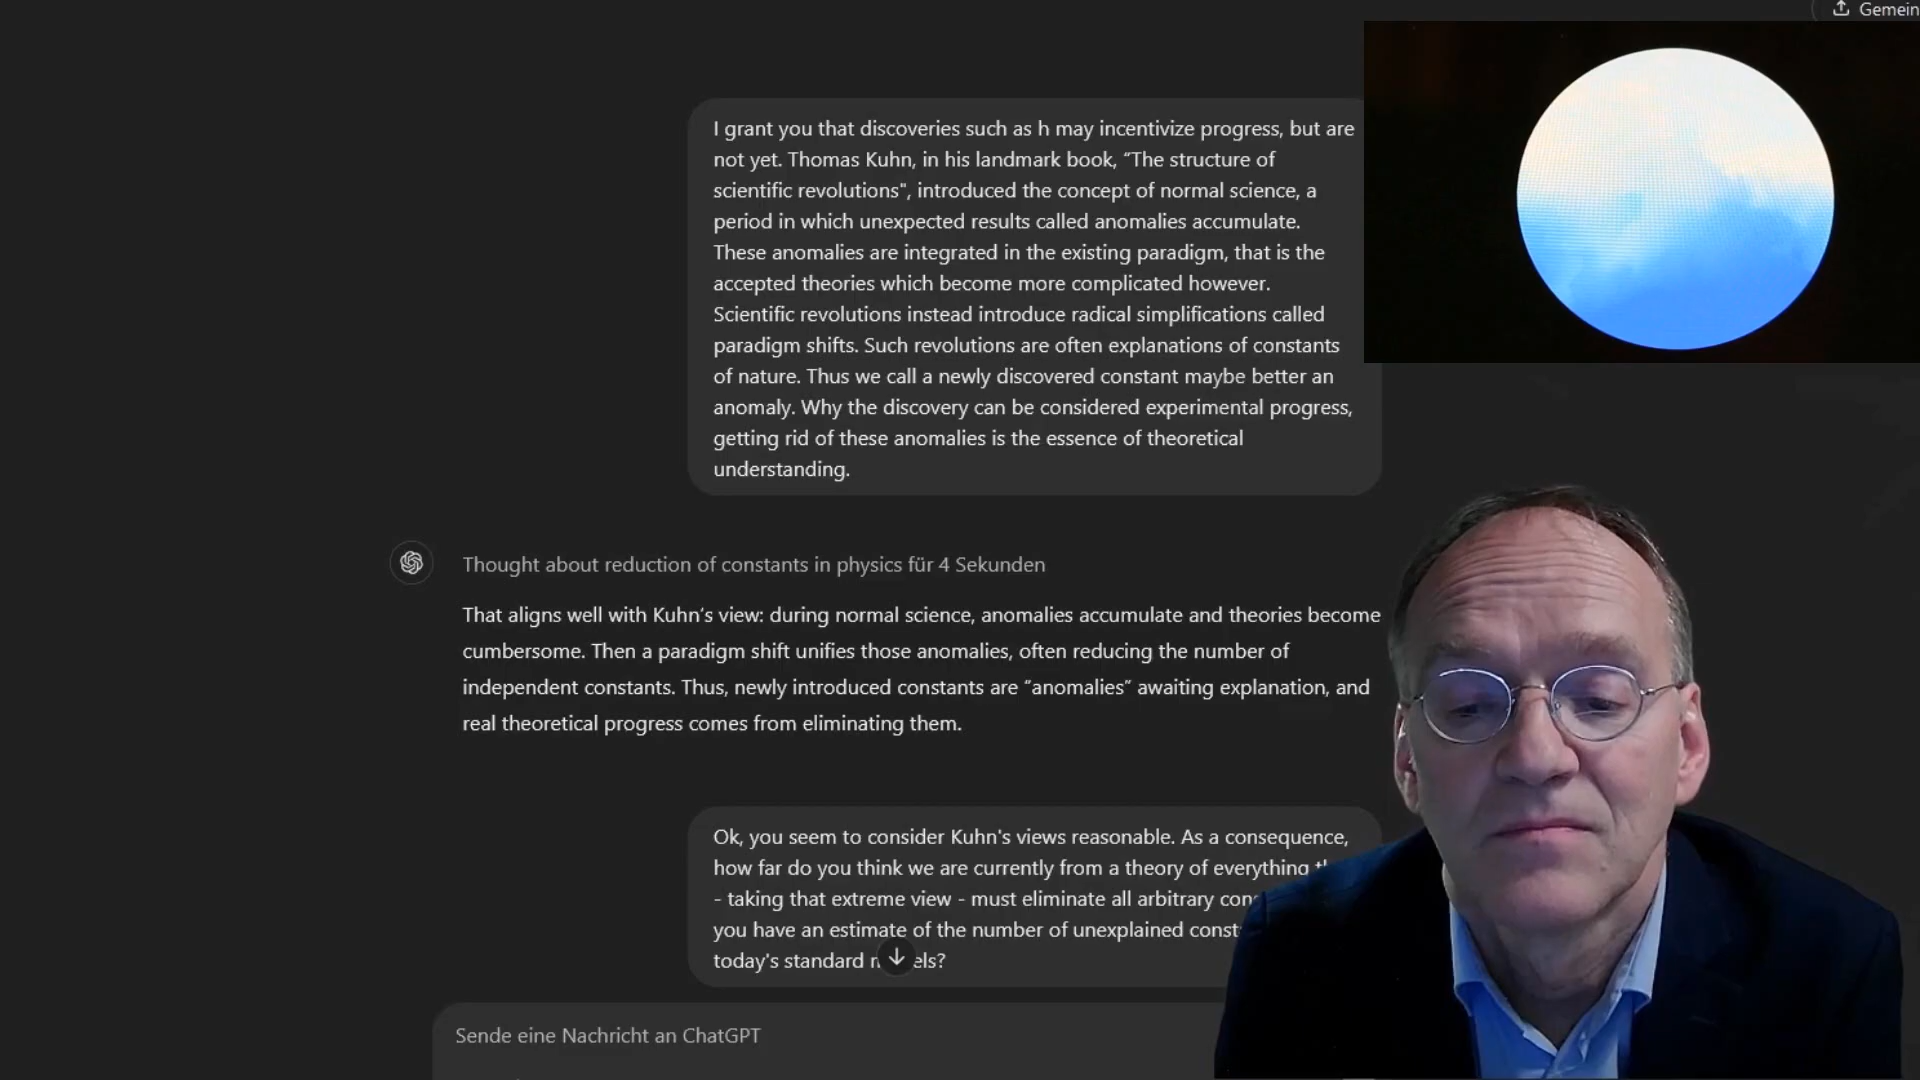 Gemein
I grant you that discoveries such as h may incentivize progress, but are
not yet. Thomas Kuhn, in his landmark book, “The structure of
scientific revolutions", introduced the concept of normal science, a
period in which unexpected results called anomalies accumulate.
These anomalies are integrated in the existing paradigm, that is the
accepted theories which become more complicated however.
Scientific revolutions instead introduce radical simplifications called
paradigm shifts. Such revolutions are often explanations of constants
of nature. Thus we call a newly discovered constant maybe better an
anomaly. Why the discovery can be considered experimental progress,
getting rid of these anomalies is the essence of theoretical
understanding.
Thought about reduction of constants in physics für 4 Sekunden
That aligns well with Kuhn’s view: during normal science, anomalies accumulate and theories become
cumbersome. Then a paradigm shift unifies those anomalies, often reducing the number of
independent constants. Thus, newly introduced constants are “anomalies” awaiting explanation, and
real theoretical progress comes from eliminating them.
Ok, you seem to consider Kuhn's views reasonable. As a consequence,
how far do you think we are currently from a theory of everything
- taking that extreme view - must eliminate all arbitrary
you have an estimate of the number of unexplained
today's standard
Sende eine Nachricht an ChatGPT